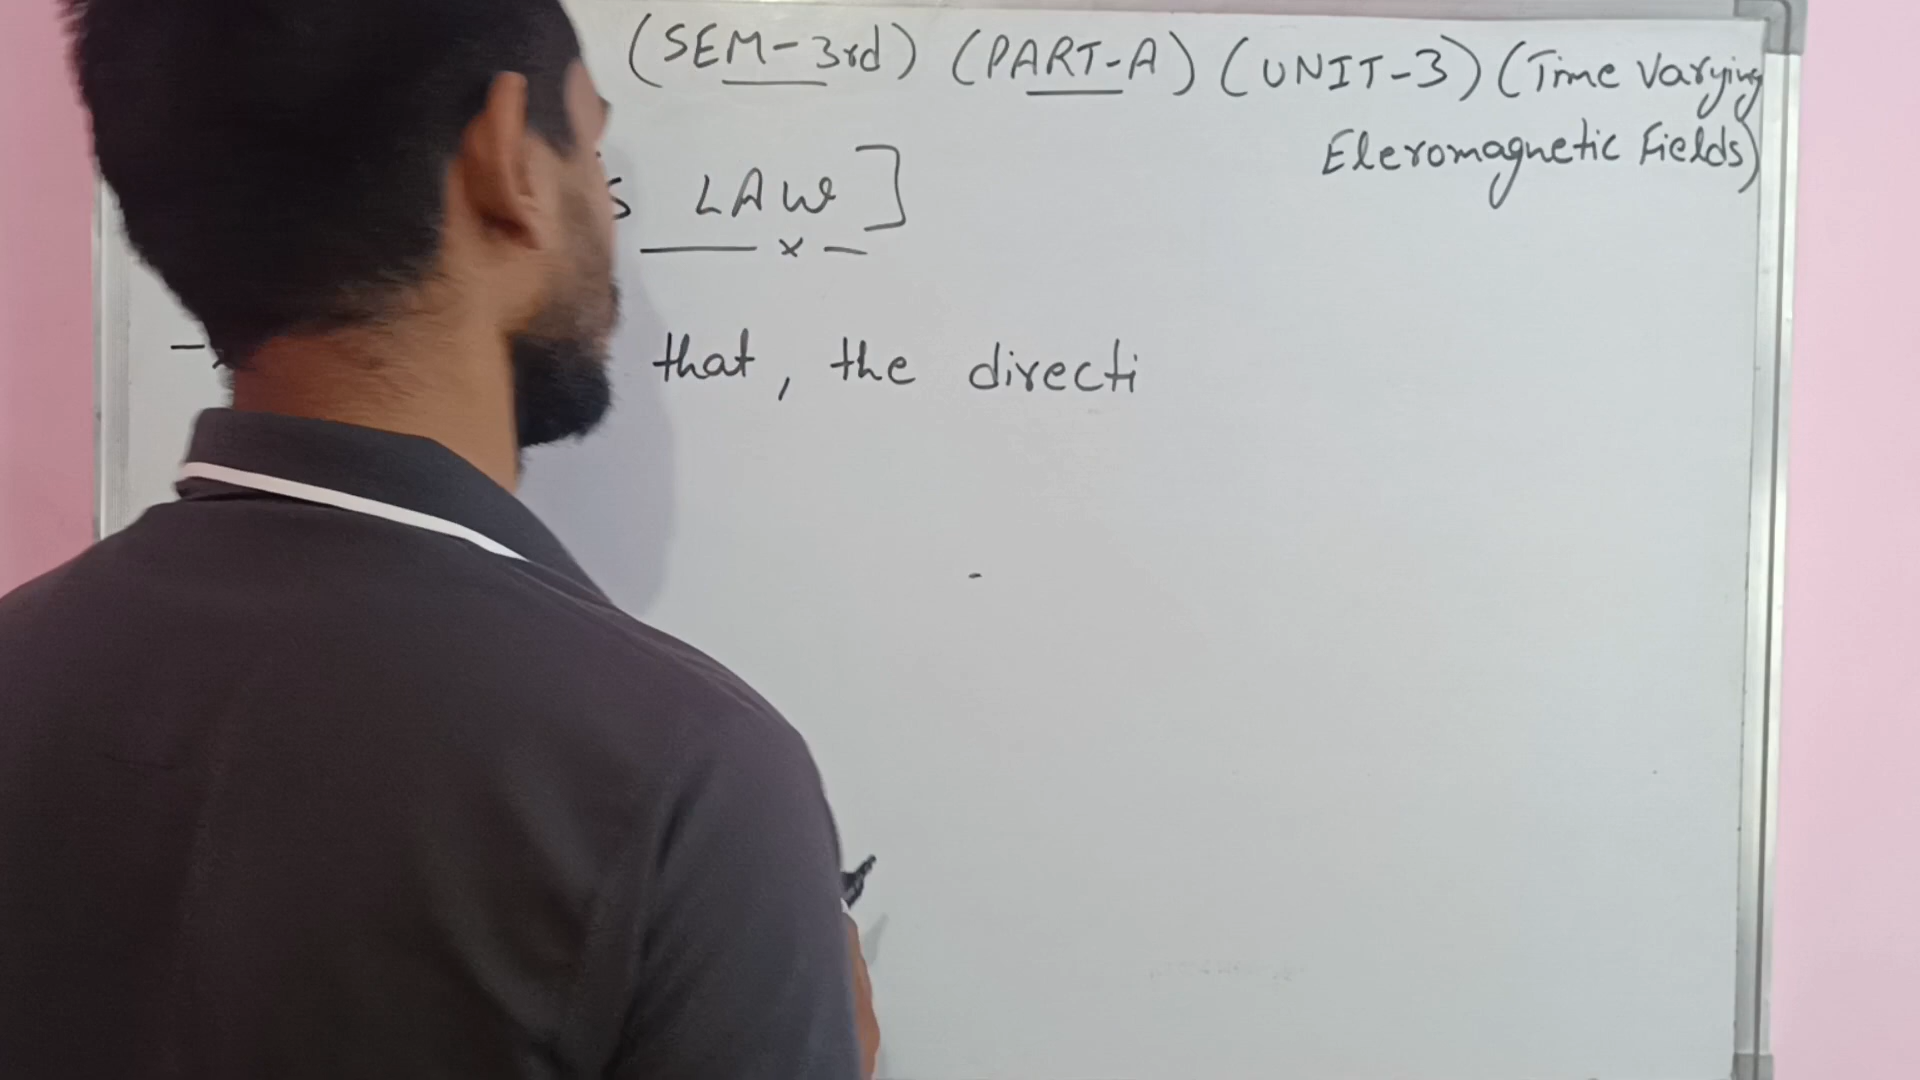 (SEM-3rd) (PART-A) (UNIT-3) (Time Varying
Eleromagnetic Fields)
LAW]
that, the directi